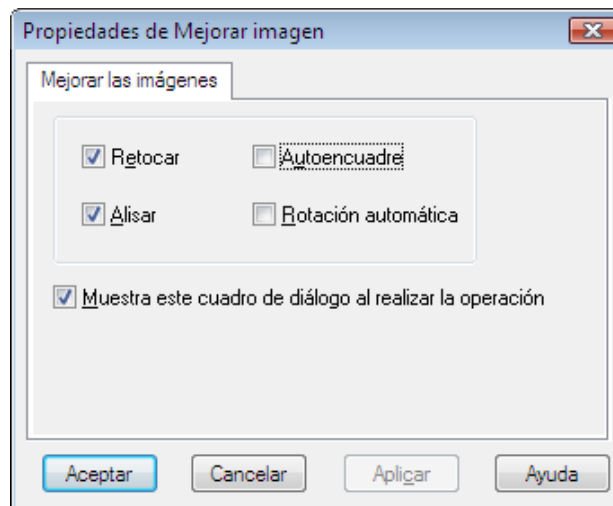 Propiedades de Mejorar imagen
Mejorar las imágenes
Retocar Autoencuadre
Alisar Rotación automática
Muestra este cuadro de diálogo al realizar la operación
Aceptar Cancelar Aplicar Ayuda